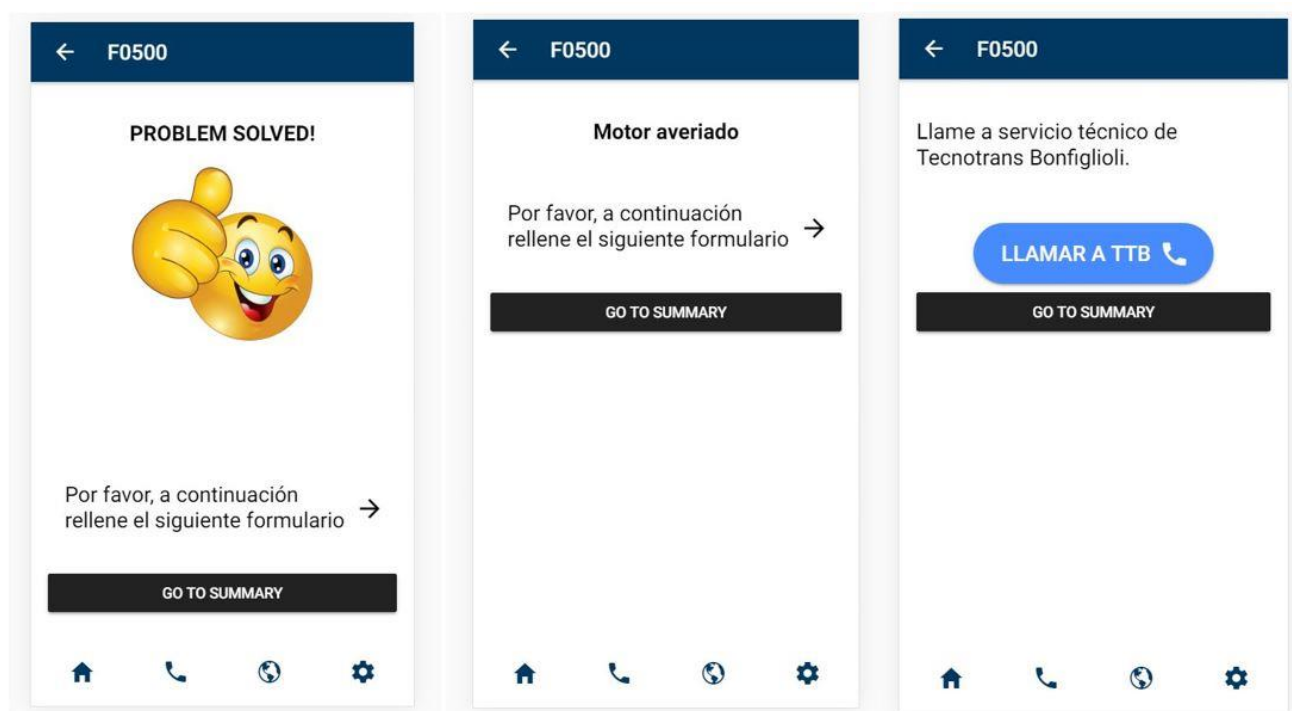 F0500
PROBLEM SOLVED!
Por favor, a continuación
rellene el siguiente formulario
GO TO SUMMARY
F0500
Motor averiado
Por favor, a continuación
rellene el siguiente formulario
GO TO SUMMARY
F0500
Llame a servicio técnico de
Tecnotrans Bonfiglioli.
LLAMAR A TTB
GO TO SUMMARY